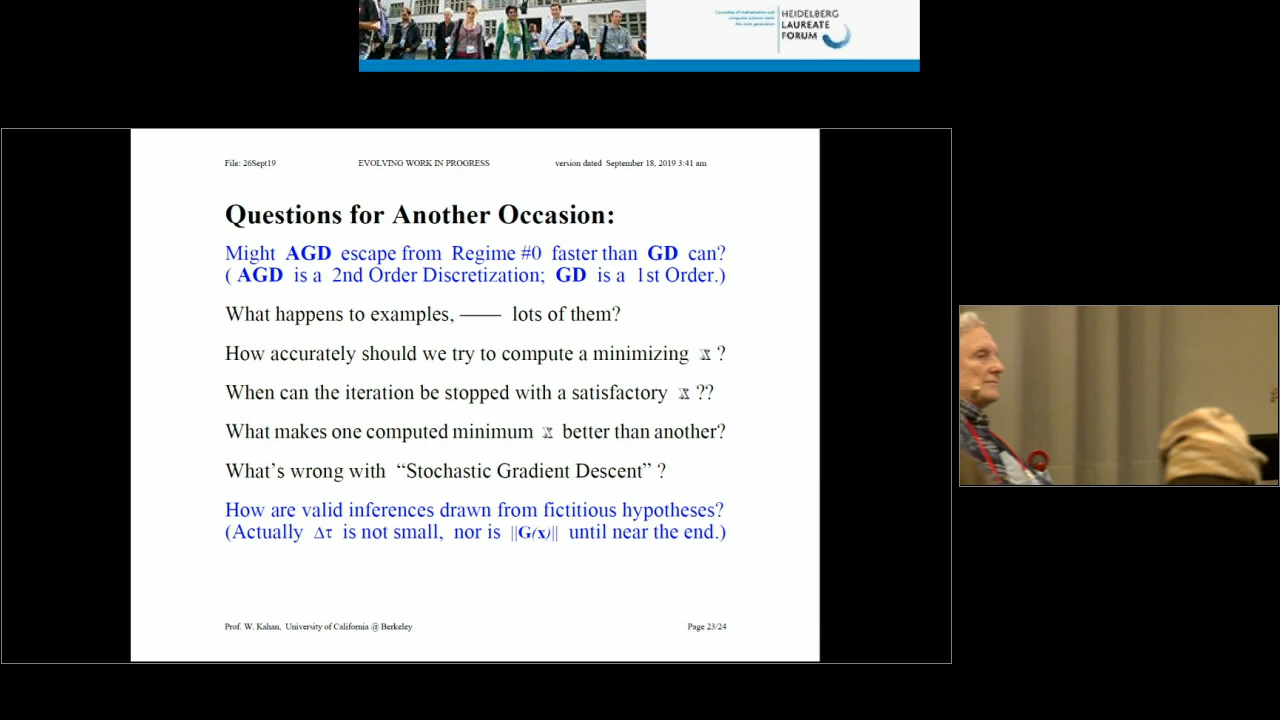 HEIDELBERG
LAUREATE
FORUM
File: 26Sept19 EVOLVING WORK IN PROGRESS version dated September 18, 2019 3:41 am
Questions for Another Occasion:
Might AGD escape from Regime #0 faster than GD can?
( AGD is a 2nd Order Discretization; GD is a 1st Order.)
What happens to examples, —— lots of them?
How accurately should we try to compute a minimizing 𝕩 ?
When can the iteration be stopped with a satisfactory 𝕩 ??
What makes one computed minimum 𝕩 better than another?
What’s wrong with “Stochastic Gradient Descent” ?
How are valid inferences drawn from fictitious hypotheses?
(Actually Δτ is not small, nor is ||G(x)|| until near the end.)
Prof. W. Kahan, University of California @ Berkeley Page 23/24